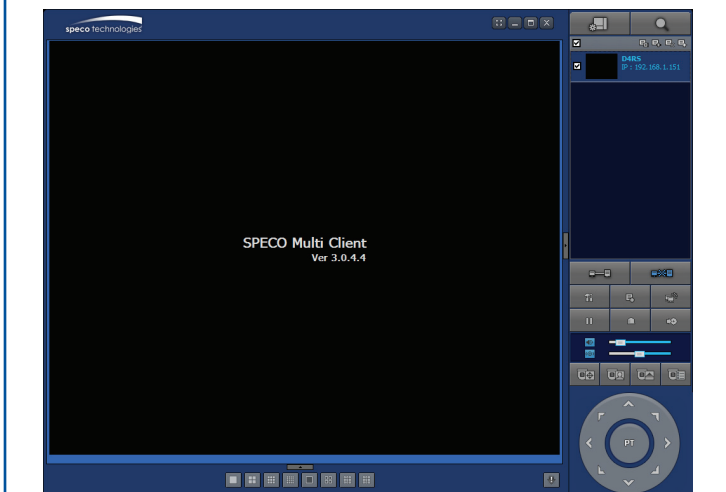 speco technologies
D4RS
IP : 192.168.1.151
SPECO Multi Client
Ver 3.0.4.4
PT